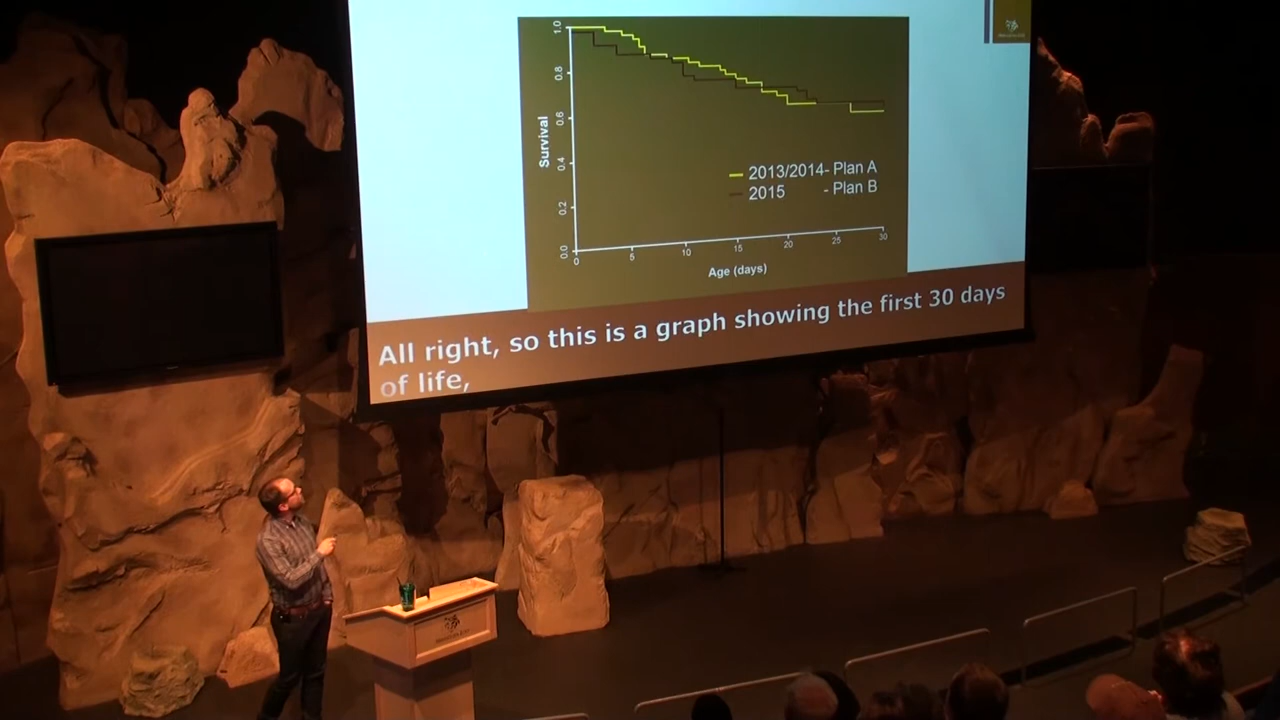 1.0
0.8
0.6
0.4
0.2
0.0
Survival
2013/2014- Plan A
2015 - Plan B
0 5 10 15 20 25 30
Age (days)
All right, so this is a graph showing the first 30 days
of life,